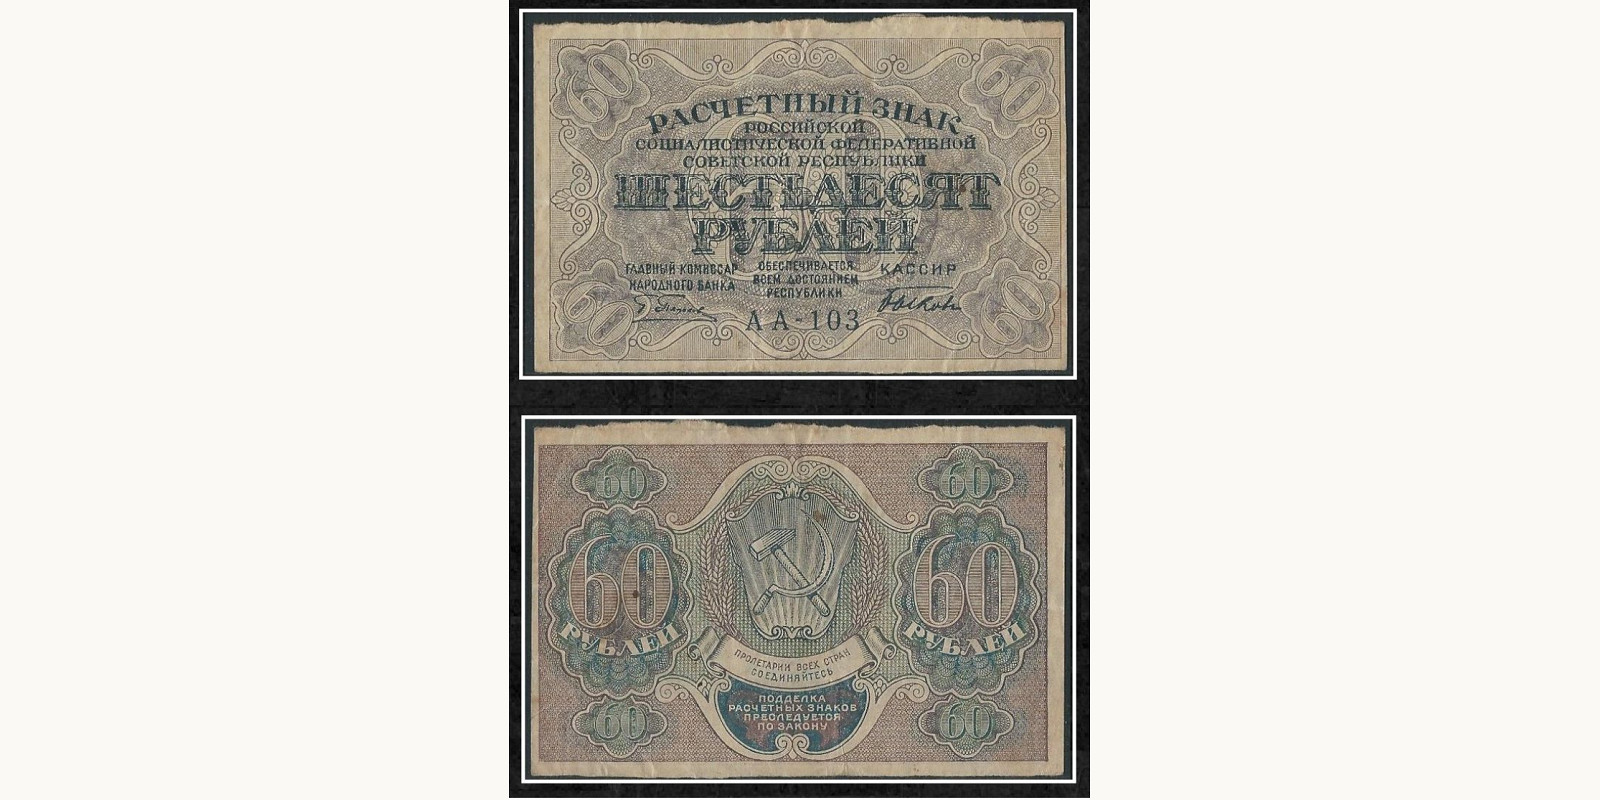 60 60
РАСЧЕТНЫЙ ЗНАК
РОССИЙСКОЙ
СОЦИАЛИСТИЧЕСКОЙ ФЕДЕРАТИВНОЙ
СОВЕТСКОЙ РЕСПУБЛИКИ
ШЕСТЬДЕСЯТ
РУБЛЕЙ
ГЛАВНЫЙ КОМИССАР
НАРОДНОГО БАНКА
ОБЕСПЕЧИВАЕТСЯ
ВСЕМ ДОСТОЯНИЕМ
РЕСПУБЛИКИ
КАССИР
60 60
АА-103
60 60
60 60
РУБЛЕЙ РУБЛЕЙ
ПРОЛЕТАРИИ ВСЕХ СТРАН
СОЕДИНЯЙТЕСЬ
ПОДДЕЛКА
РАСЧЕТНЫХ ЗНАКОВ
ПРЕСЛЕДУЕТСЯ
ПО ЗАКОНУ
60 60